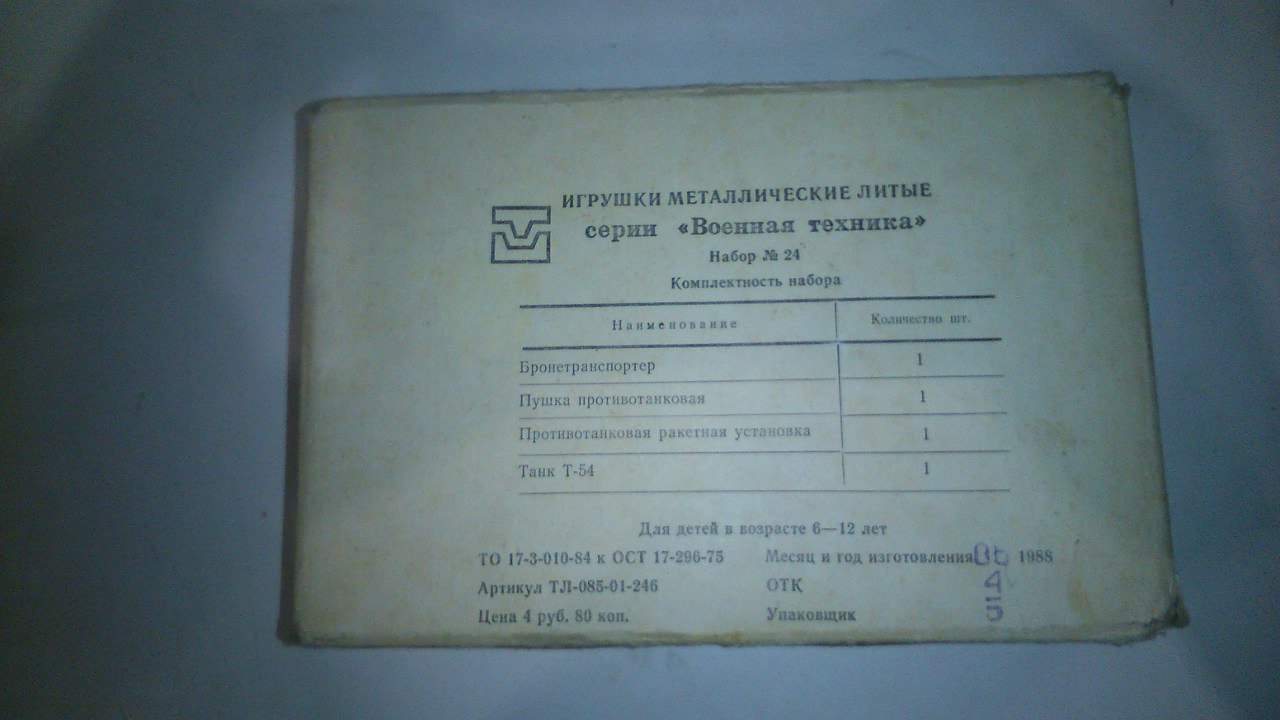 ИГРУШКИ МЕТАЛЛИЧЕСКИЕ ЛИТЫЕ
серии «Военная техника»
Набор № 24
Комплектность набора
Наименование Количество шт.
Бронетранспортер 1
Пушка противотанковая 1
Противотанковая ракетная установка 1
Танк Т-54 1
Для детей в возрасте 6—12 лет
ТО 17-3-010-84 к ОСТ 17-296-75 Месяц и год изготовления 06 1988
Артикул ТЛ-085-01-246 ОТК 4
Цена 4 руб. 80 коп. Упаковщик 5